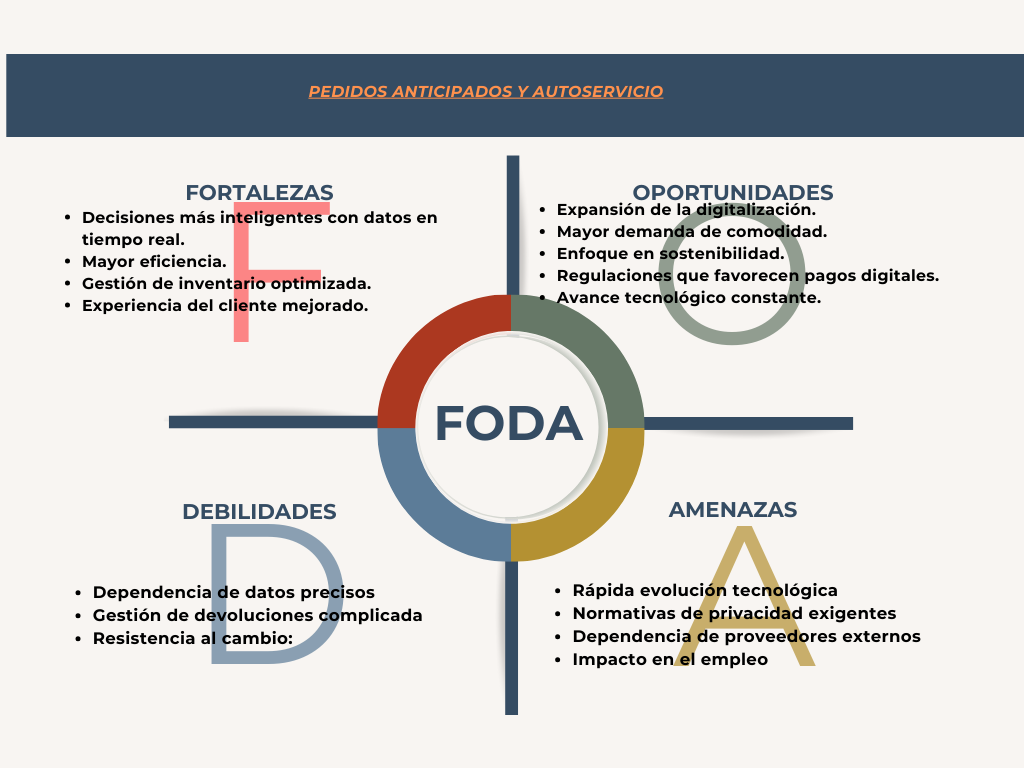 PEDIDOS ANTICIPADOS Y AUTOSERVICIO
FORTALEZAS
F
• Decisiones más inteligentes con datos en
tiempo real.
• Mayor eficiencia.
• Gestión de inventario optimizada.
• Experiencia del cliente mejorado.
OPORTUNIDADES
O
• Expansión de la digitalización.
• Mayor demanda de comodidad.
• Enfoque en sostenibilidad.
• Regulaciones que favorecen pagos digitales.
• Avance tecnológico constante.
FODA
DEBILIDADES
D
• Dependencia de datos precisos
• Gestión de devoluciones complicada
• Resistencia al cambio:
AMENAZAS
A
• Rápida evolución tecnológica
• Normativas de privacidad exigentes
• Dependencia de proveedores externos
• Impacto en el empleo